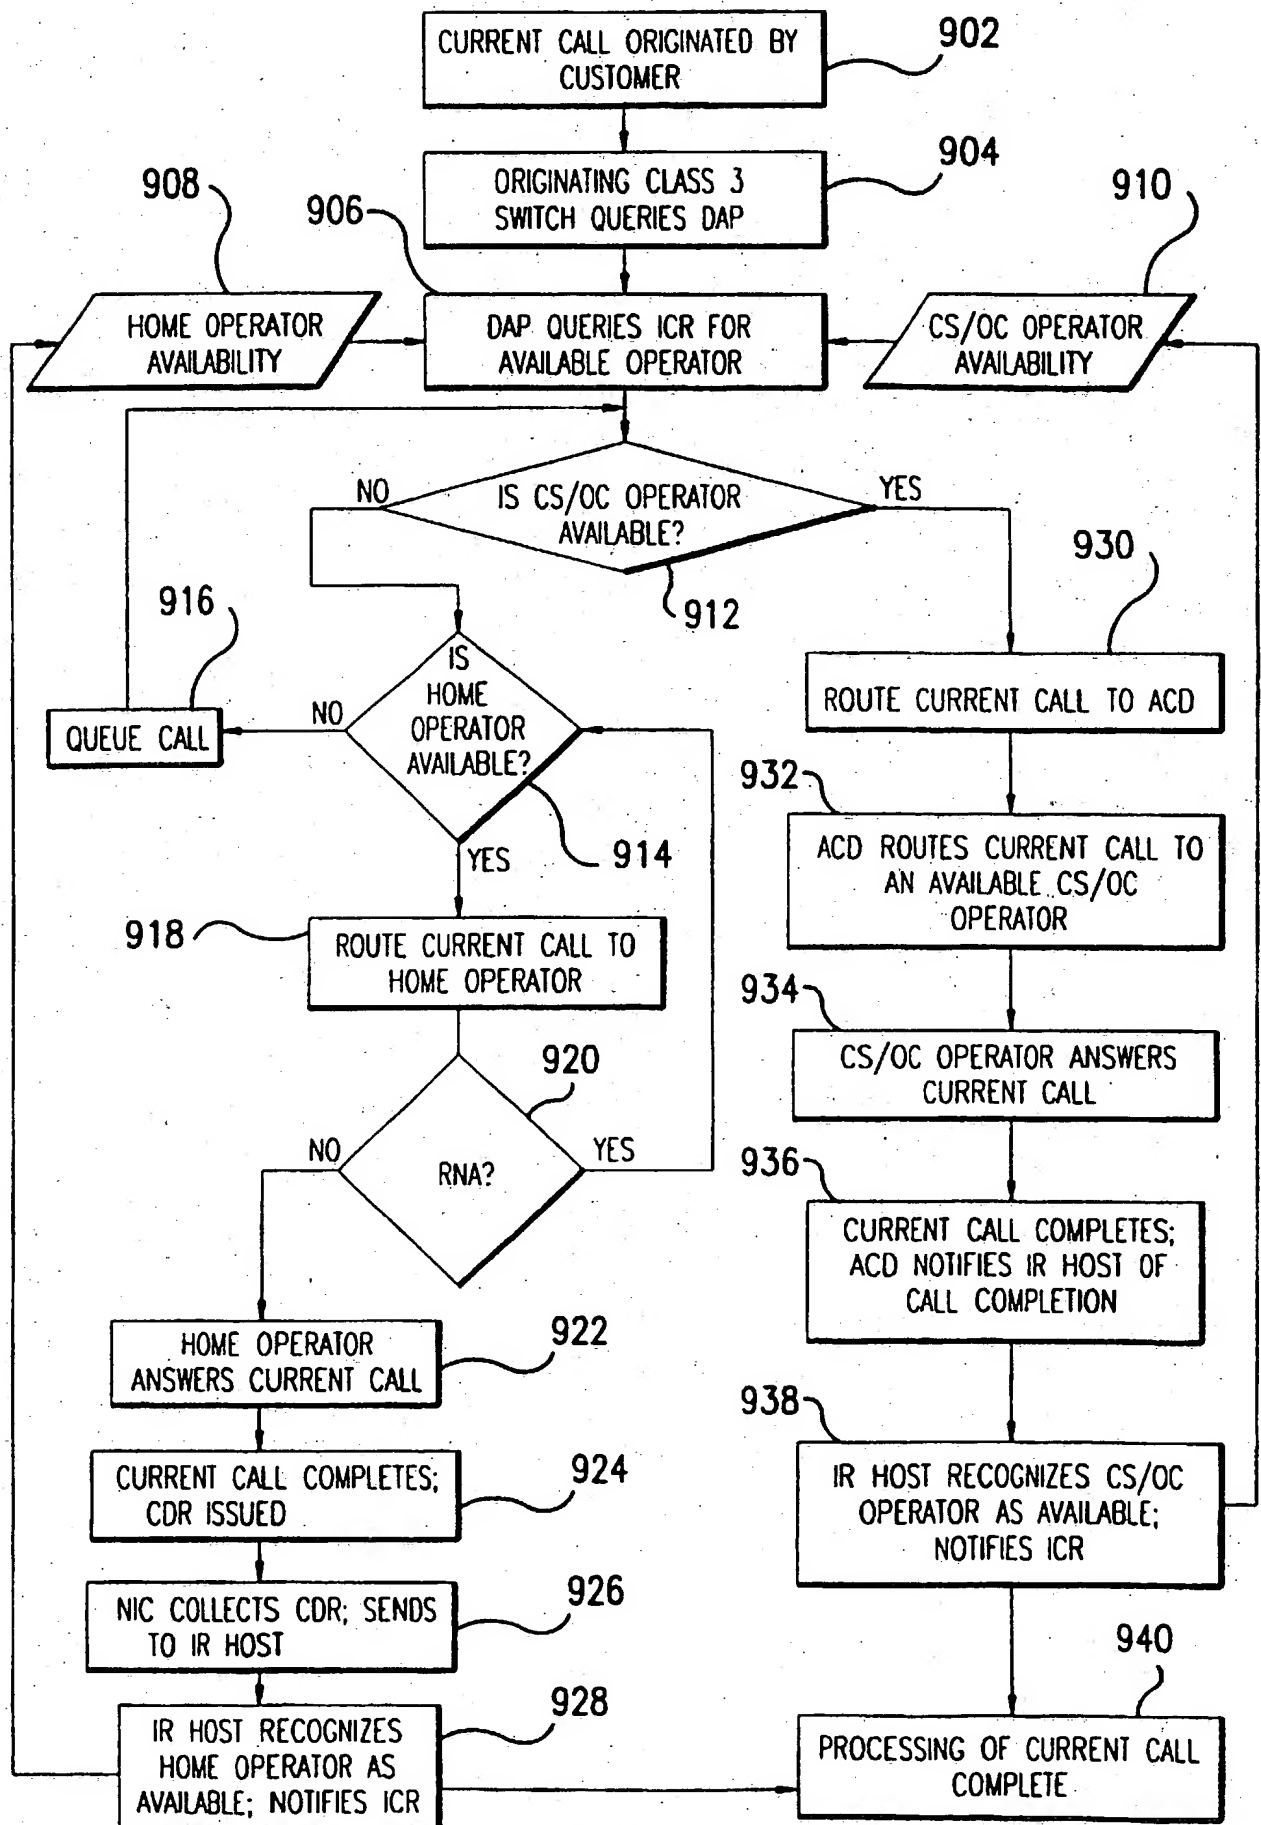 CURRENT CALL ORIGINATED BY
CUSTOMER
902
ORIGINATING CLASS 3
SWITCH QUERIES DAP
904
908
906
910
HOME OPERATOR
AVAILABILITY
DAP QUERIES ICR FOR
AVAILABLE OPERATOR
CS/OC OPERATOR
AVAILABILITY
NO
IS CS/OC OPERATOR
AVAILABLE?
YES
912
930
916
IS
HOME
OPERATOR
AVAILABLE?
NO
QUEUE CALL
914
YES
ROUTE CURRENT CALL TO ACD
932
ACD ROUTES CURRENT CALL TO
AN AVAILABLE CS/OC
OPERATOR
918
ROUTE CURRENT CALL TO
HOME OPERATOR
934
CS/OC OPERATOR ANSWERS
CURRENT CALL
920
NO
RNA?
YES
936
CURRENT CALL COMPLETES;
ACD NOTIFIES IR HOST OF
CALL COMPLETION
HOME OPERATOR
ANSWERS CURRENT CALL
922
938
IR HOST RECOGNIZES CS/OC
OPERATOR AS AVAILABLE;
NOTIFIES ICR
CURRENT CALL COMPLETES;
CDR ISSUED
924
NIC COLLECTS CDR; SENDS
TO IR HOST
926
940
IR HOST RECOGNIZES
HOME OPERATOR AS
AVAILABLE; NOTIFIES ICR
928
PROCESSING OF CURRENT CALL
COMPLETE